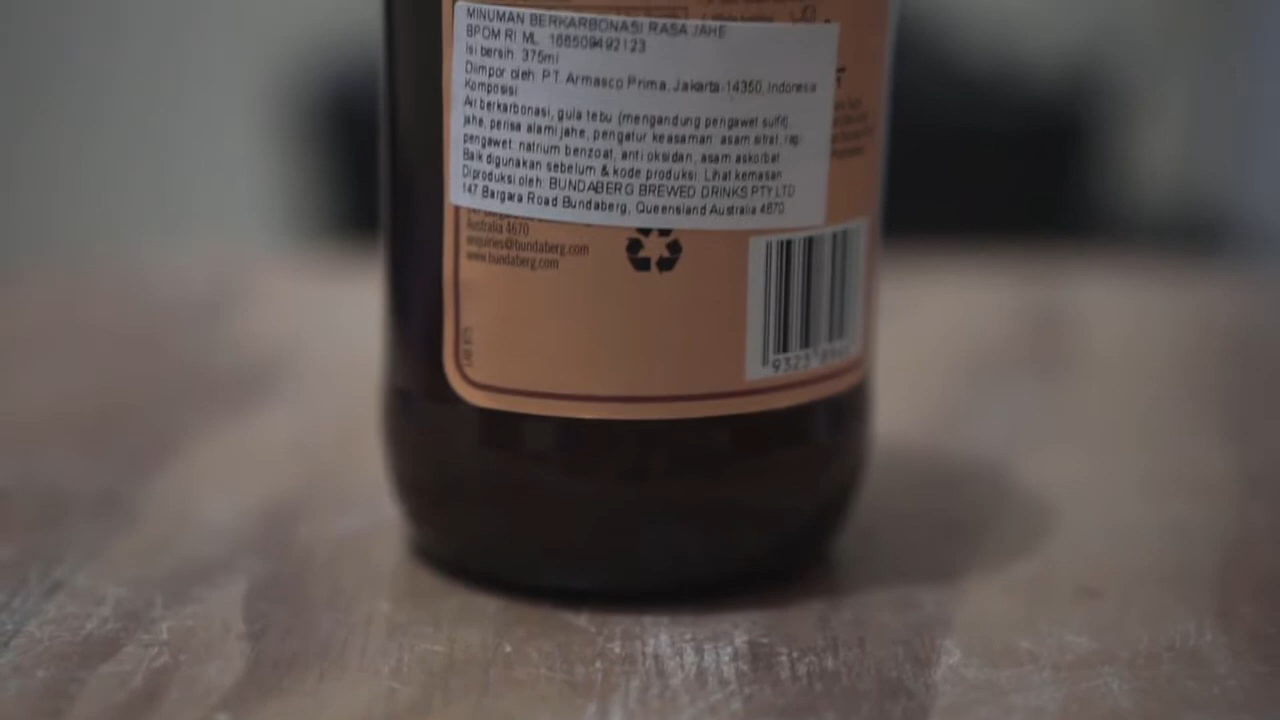 MINUMAN BERKARBONASI RASA JAHE
BPOM RI ML 166509492123
Isi bersih 375ml
Diimpor oleh: PT. Armasco Prima, Jakarta-14350, Indonesia
Komposisi
Air berkarbonasi, gula tebu (mengandung pengawet sulfit),
jahe, perisa alami jahe, pengatur keasaman: asam sitrat, ragi
pengawet: natrium benzoat, anti oksidan, asam askorbat
Baik digunakan sebelum & kode produksi: Lihat kemasan
Diproduksi oleh: BUNDABERG BREWED DRINKS PTY LTD
147 Bargara Road Bundaberg, Queensland Australia 4670
Australia 4670
enquiries@bundaberg.com
www.bundaberg.com
9323